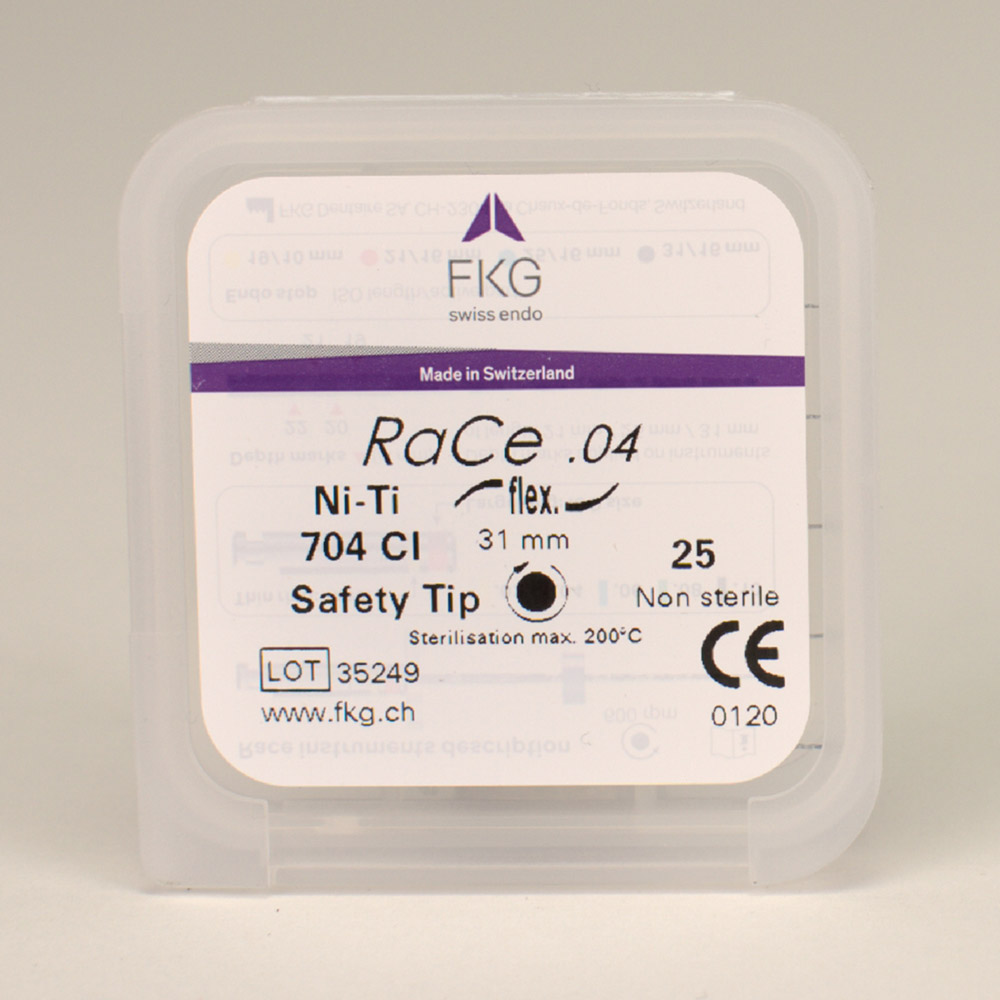 FKG
swiss endo
Made in Switzerland
RaCe .04
Ni-Ti flex.
704 CI 31 mm 25
Safety Tip Non sterile
Sterilisation max. 200°C
LOT 35249
www.fkg.ch 0120
CE